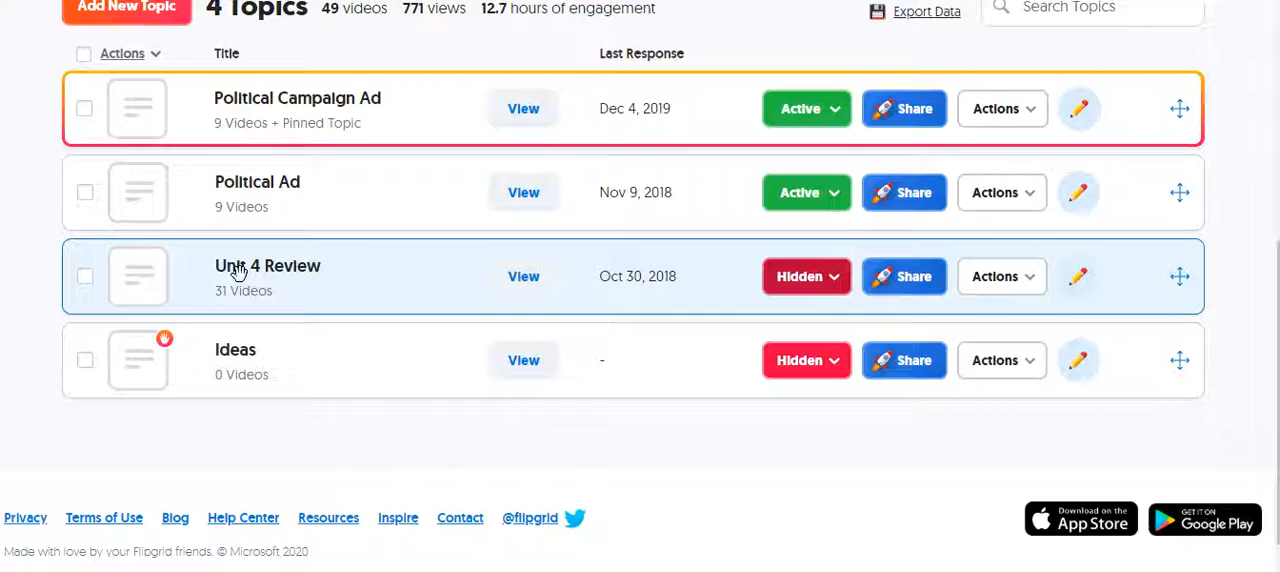 Add New Topic 4 Topics 49 videos 771 views 12.7 hours of engagement Export Data Search Topics
Actions Title Last Response
Political Campaign Ad
9 Videos + Pinned Topic
View Dec 4, 2019 Active Share Actions
Political Ad
9 Videos
View Nov 9, 2018 Active Share Actions
Unit 4 Review
31 Videos
View Oct 30, 2018 Hidden Share Actions
Ideas
0 Videos
View - Hidden Share Actions
Privacy Terms of Use Blog Help Center Resources Inspire Contact @flipgrid
Download on the App Store
GET IT ON Google Play
Made with love by your Flipgrid friends. © Microsoft 2020